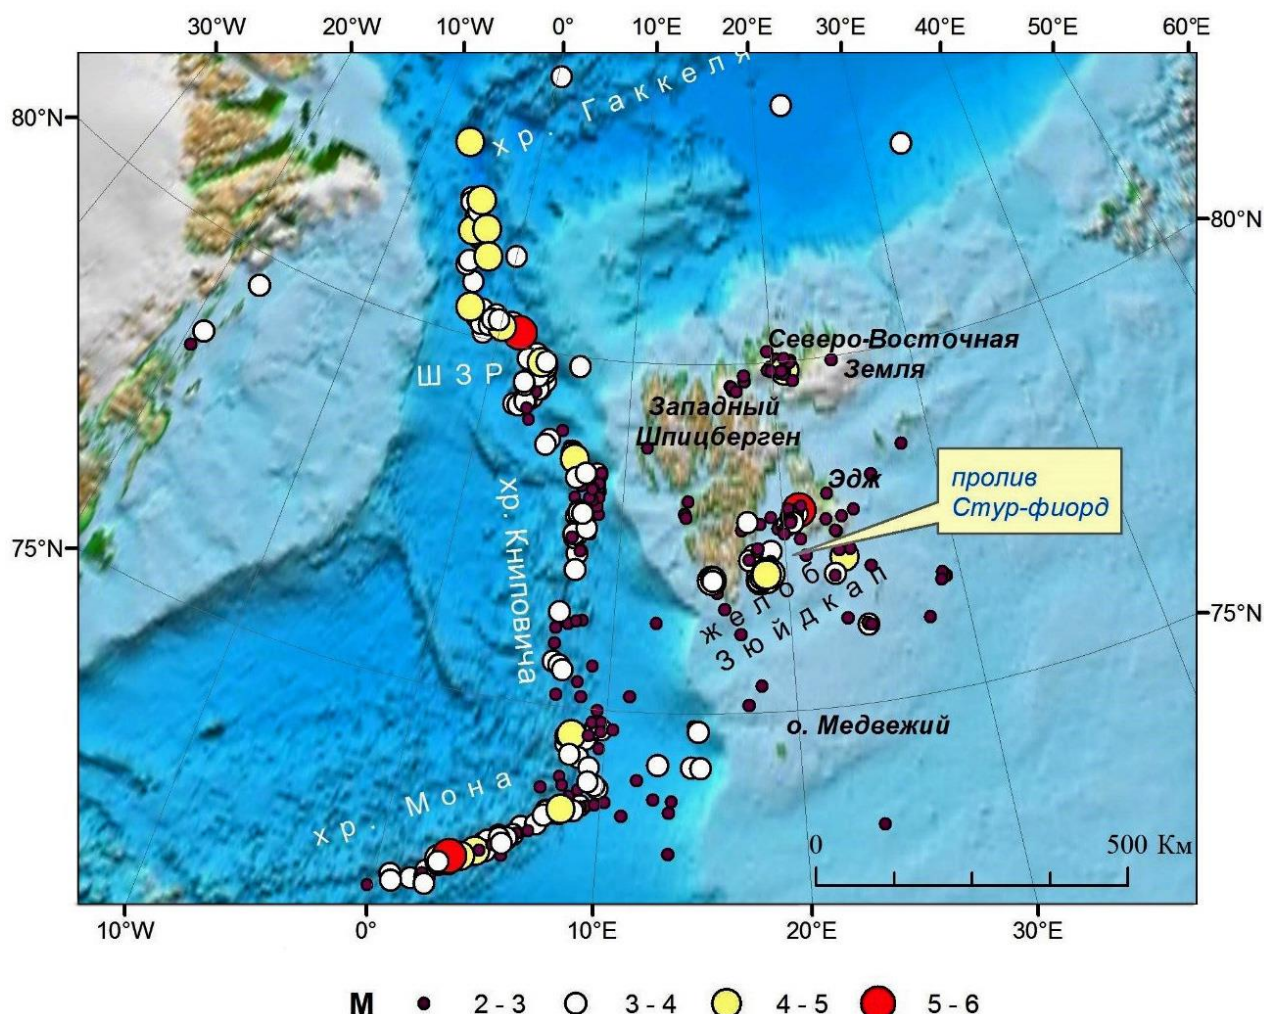 30°W 20°W 10°W 0° 10°E 20°E 30°E 40°E 50°E 60°E
80°N
хр. Гаккеля
80°N
Северо-Восточная
Земля
ШЗР
Западный
Шпицберген
Эдж
пролив
Стур-фиорд
хр. Книповича
75°N
желоб
Зюйдкап
75°N
о. Медвежий
хр. Мона
0 500 Км
10°W 0° 10°E 20°E 30°E
М 2 - 3 3 - 4 4 - 5 5 - 6